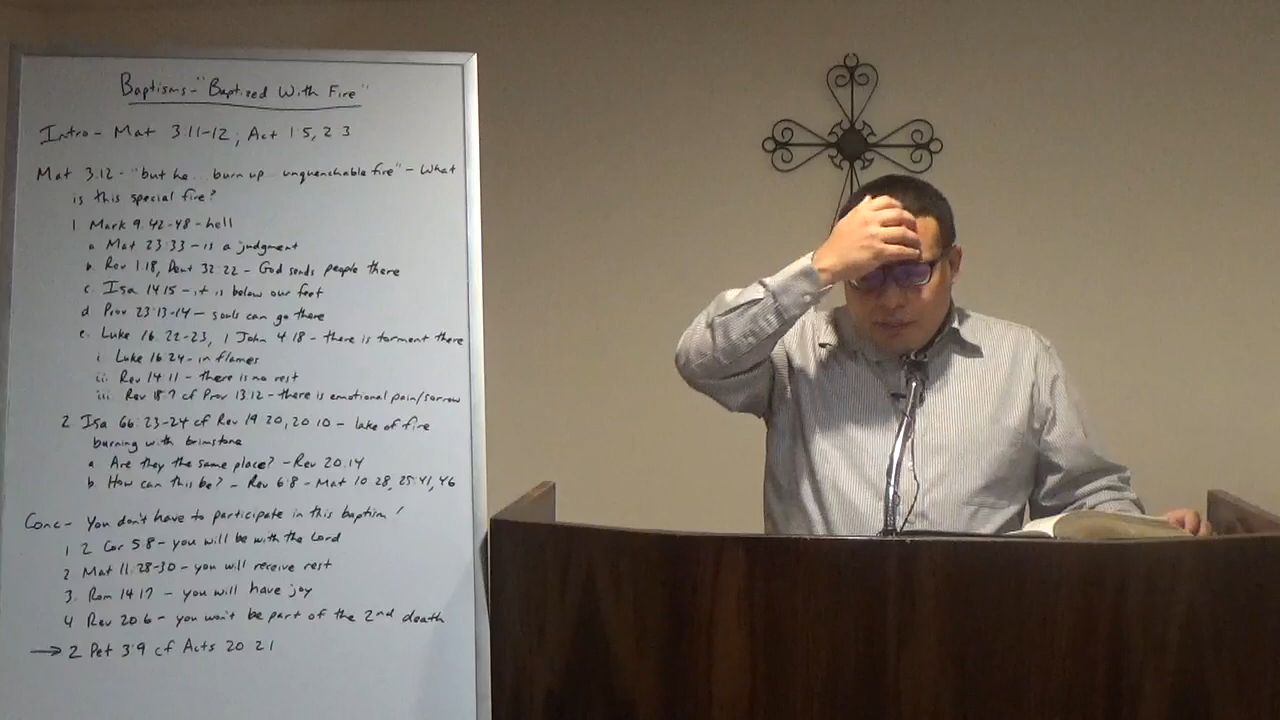 Baptisms - "Baptized With Fire"
Intro - Mat 3:11-12, Act 1:5, 2:3
Mat 3:12 - "but he... burn up... unquenchable fire" - What
is this special fire?
1. Mark 9:42-48 - hell
a. Mat 23:33 - is a judgment
b. Rev 1:18, Deut 32:22 - God sends people there
c. Isa 14:15 - it is below our feet
d. Prov 23:13-14 - souls can go there
e. Luke 16:22-23, 1 John 4:18 - there is torment there
i. Luke 16:24 - in flames
ii. Rev 14:11 - there is no rest
iii. Rev 18:7 cf Prov 13:12 - there is emotional pain/sorrow
2. Isa 66:23-24 cf Rev 19:20, 20:10 - lake of fire
burning with brimstone
a. Are they the same place? - Rev 20:14
b. How can this be? - Rev 6:8 - Mat 10:28, 25:41, 46
Conc - you don't have to participate in this baptism!
1. 2 Cor 5:8 - you will be with the Lord
2. Mat 11:28-30 - you will receive rest
3. Rom 14:17 - you will have joy
4. Rev 20:6 - you won't be part of the 2nd death
→ 2 Pet 3:9 cf Acts 20:21